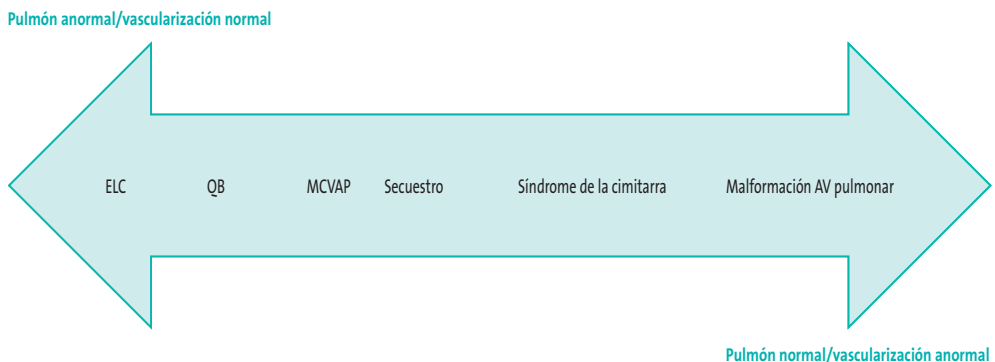 Pulmón anormal/vascularización normal
ELC QB MCVAP Secuestro Síndrome de la cimitarra Malformación AV pulmonar
Pulmón normal/vascularización anormal